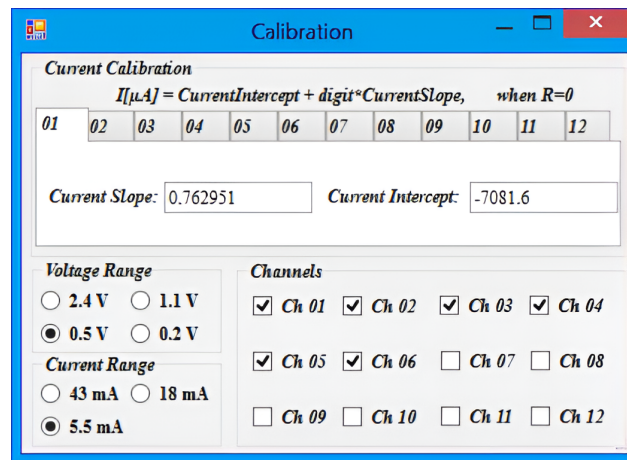 Calibration
Current Calibration
I[µA] = CurrentIntercept + digit*CurrentSlope, when R=0
01 02 03 04 05 06 07 08 09 10 11 12
Current Slope: 0.762951 Current Intercept: -7081.6
Voltage Range
2.4 V 1.1 V
0.5 V 0.2 V
Current Range
43 mA 18 mA
5.5 mA
Channels
Ch 01 Ch 02 Ch 03 Ch 04
Ch 05 Ch 06 Ch 07 Ch 08
Ch 09 Ch 10 Ch 11 Ch 12